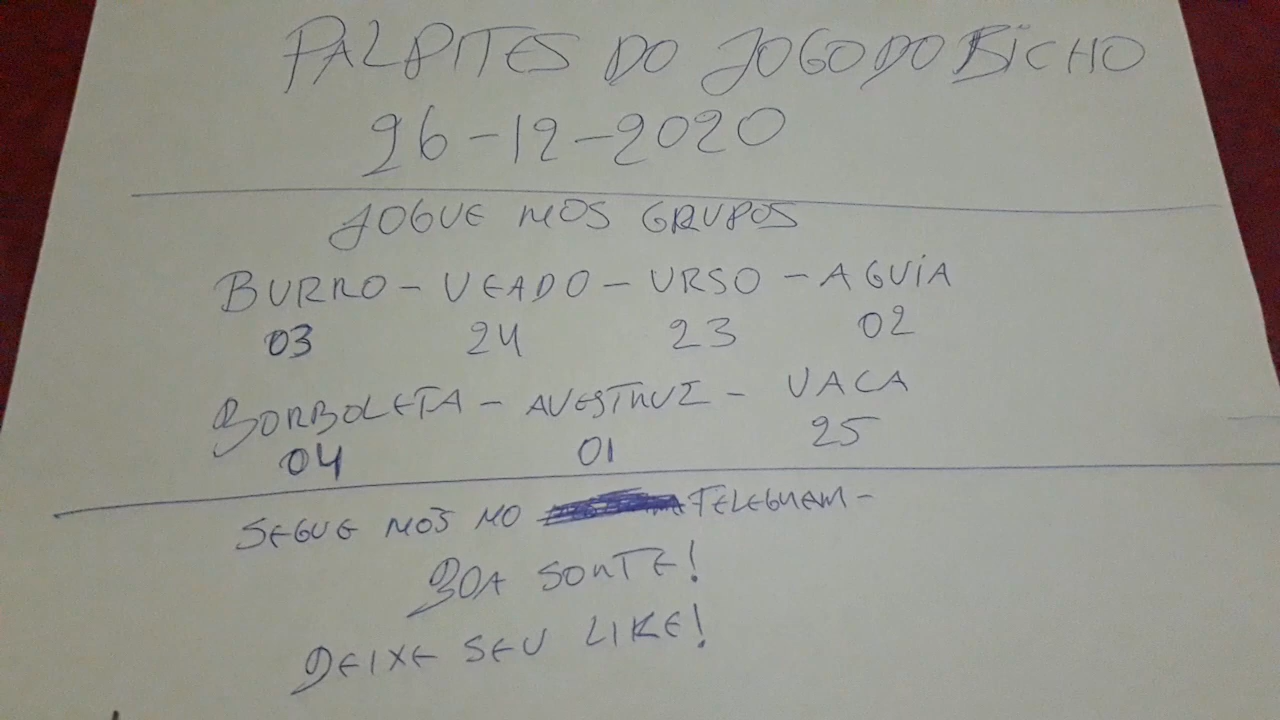 PALPITES DO JOGO DO BICHO
26-12-2020
JOGUE NOS GRUPOS
BURRO - VEADO - URSO - AGUIA
03 24 23 02
BORBOLETA - AVESTRUZ - VACA
04 01 25
SEGUE NOS NO TELEGRAM -
BOA SORTE!
DEIXE SEU LIKE!